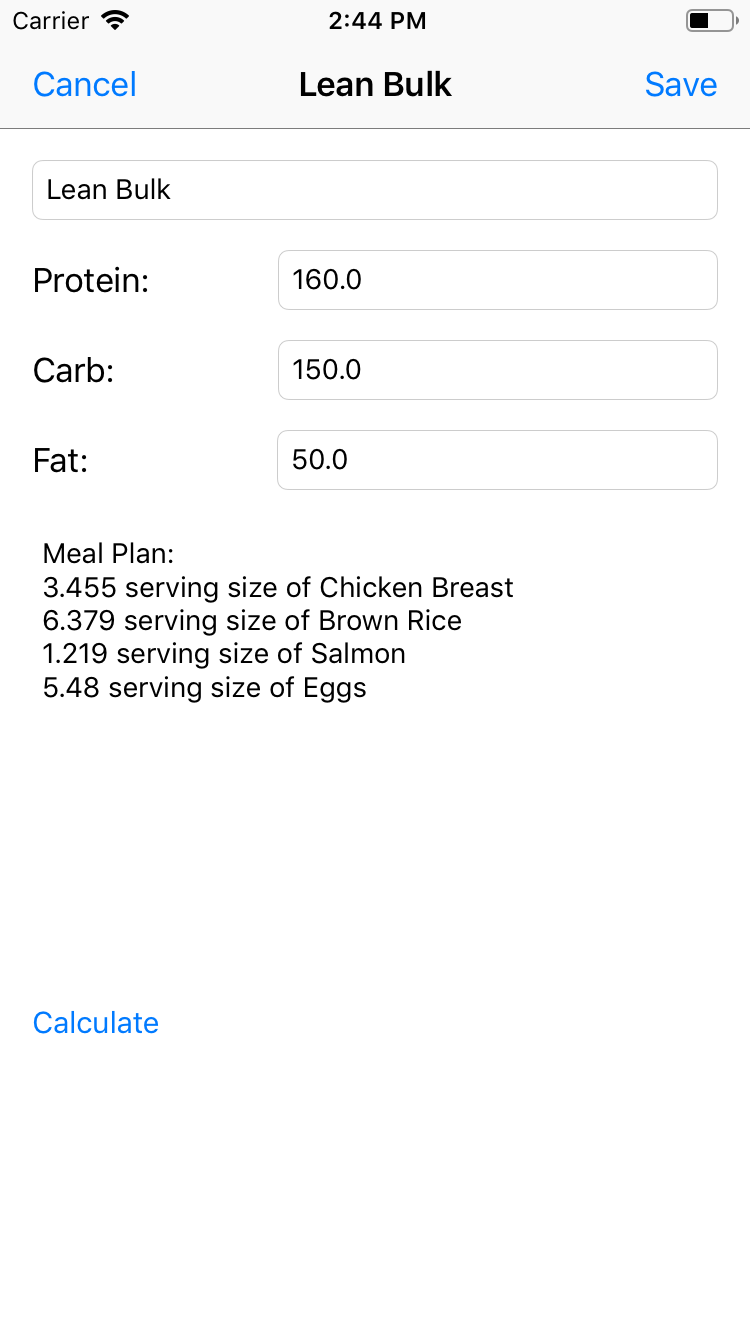 Carrier 2:44 PM
Cancel Lean Bulk Save
Lean Bulk
Protein: 160.0
Carb: 150.0
Fat: 50.0
Meal Plan:
3.455 serving size of Chicken Breast
6.379 serving size of Brown Rice
1.219 serving size of Salmon
5.48 serving size of Eggs
Calculate